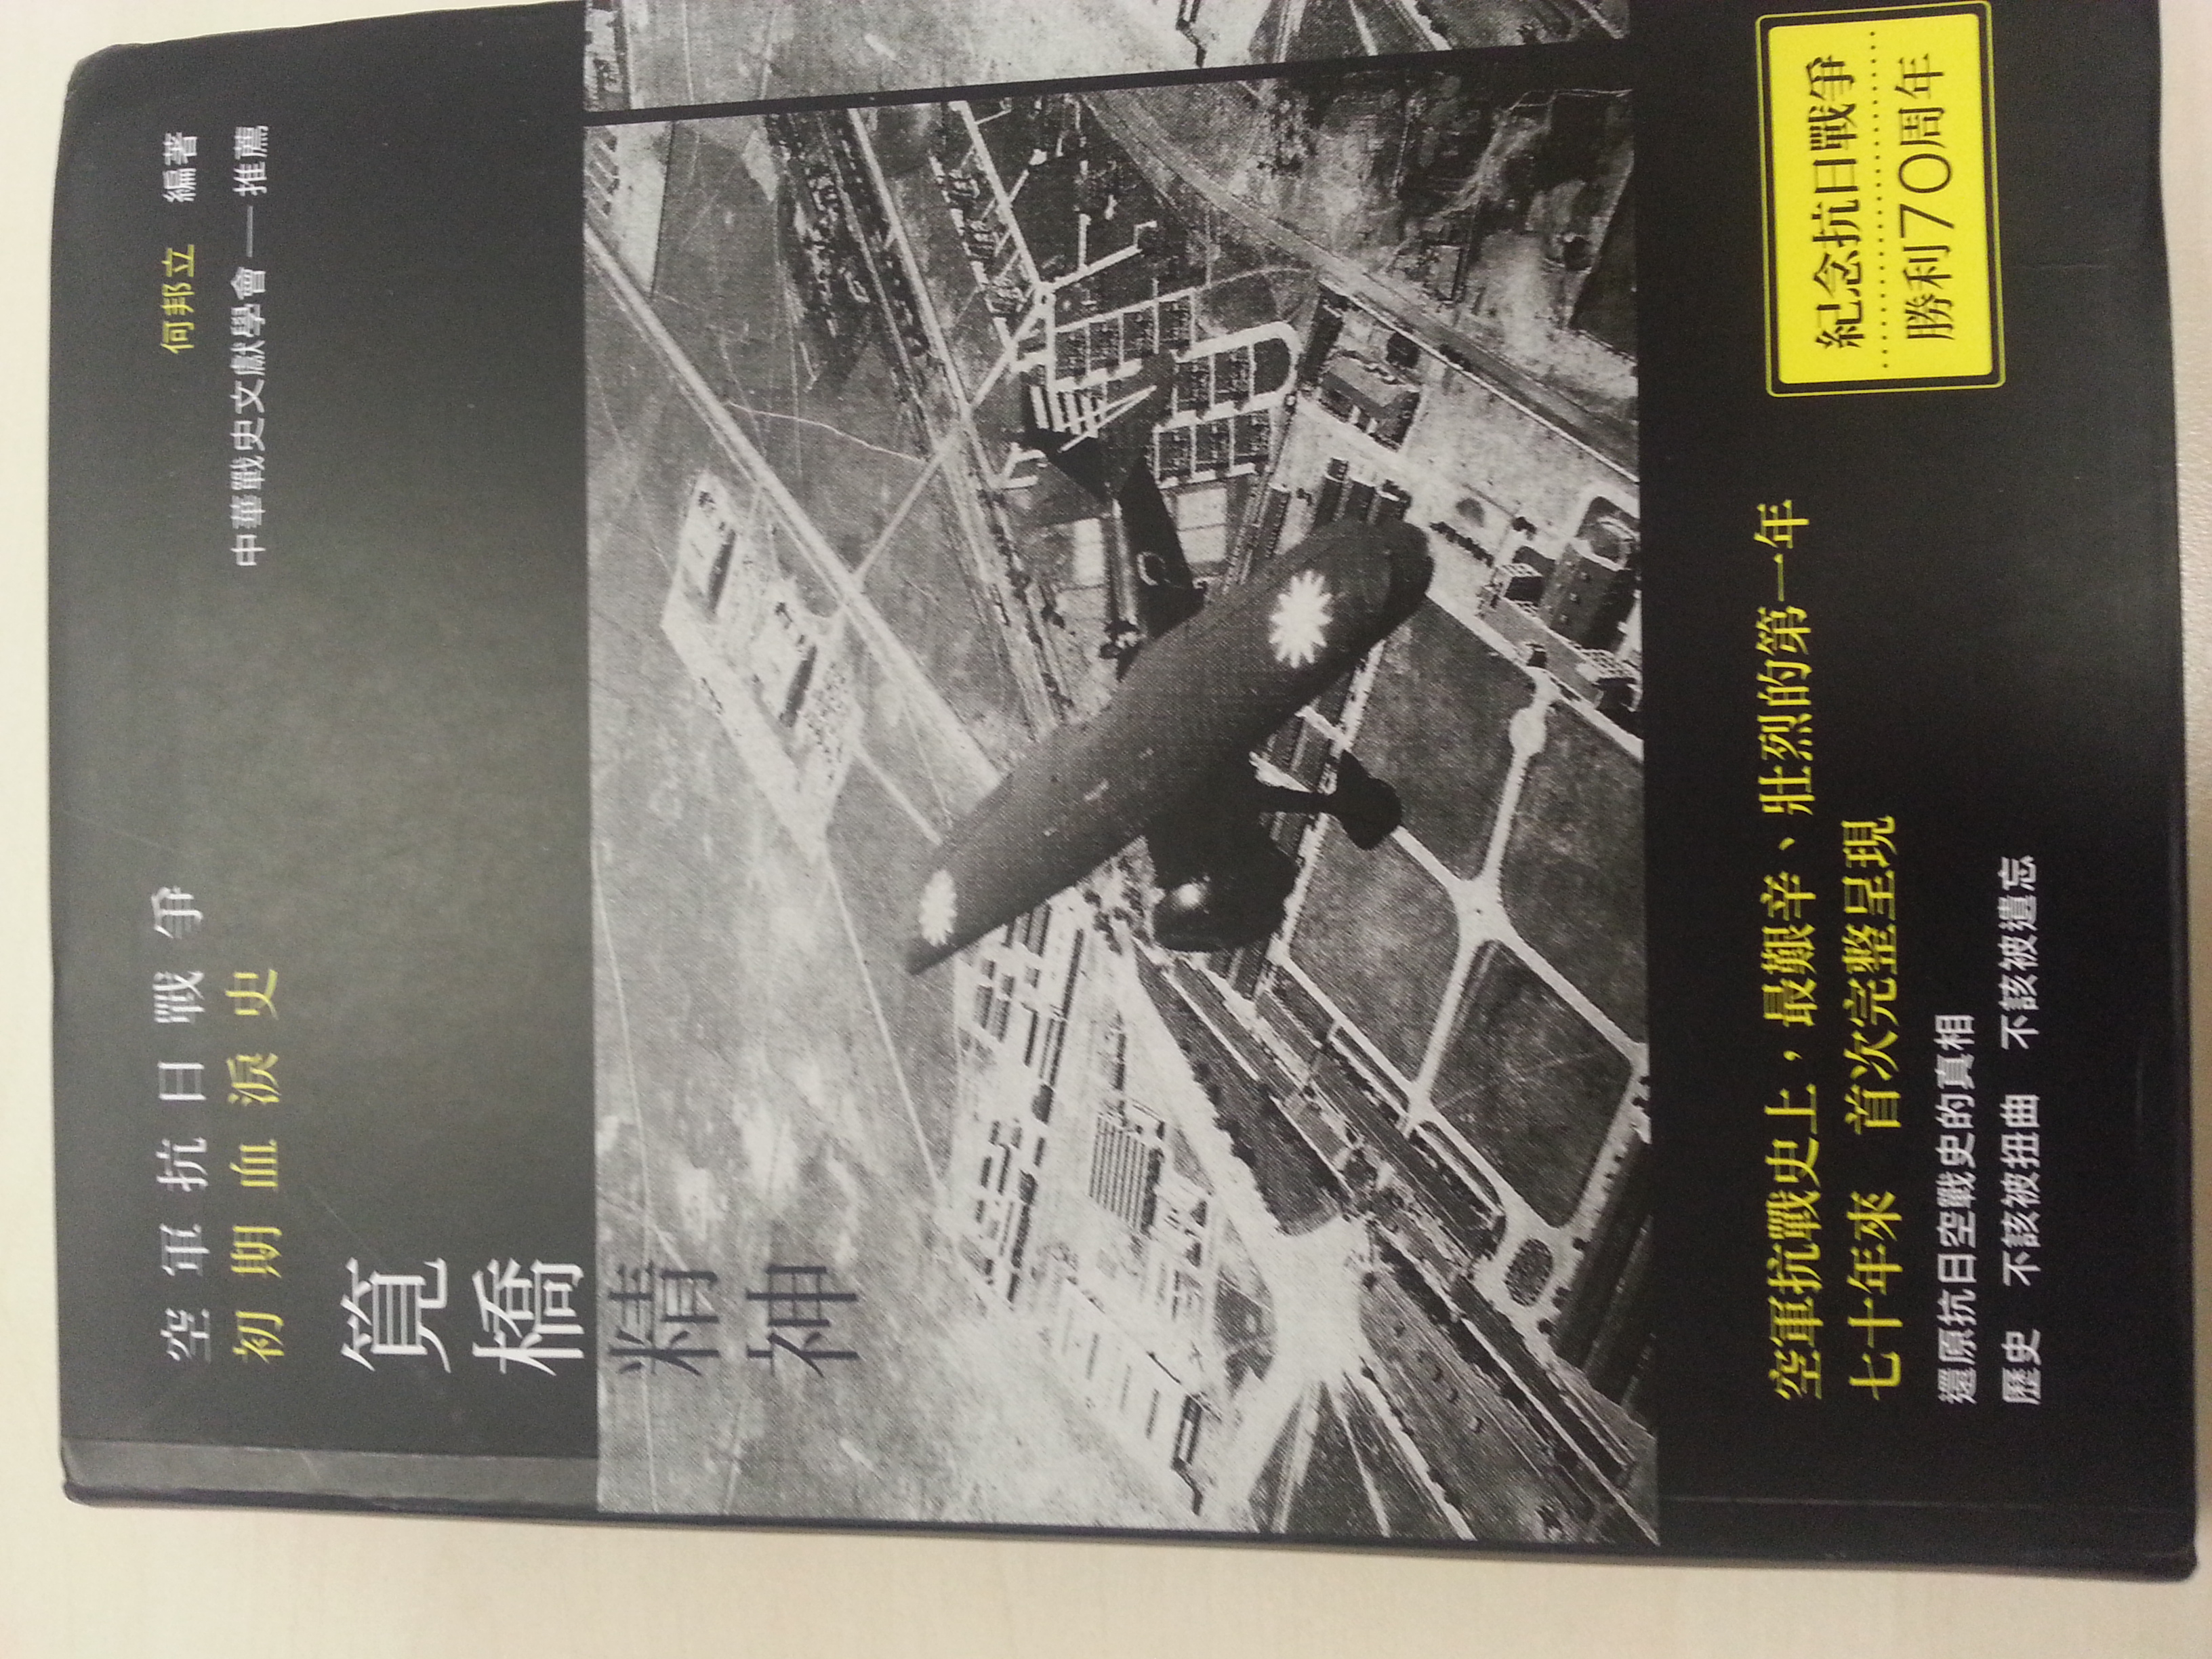 空軍抗日戰爭
初期血淚史
何邦立 編著
中華戰史文獻學會——推薦
筧橋精神
空軍抗戰史上，最艱辛、壯烈的第一年
七十年來 首次完整呈現
還原抗日空戰史的真相
歷史 不該被扭曲 不該被遺忘
紀念抗日戰爭
勝利70周年